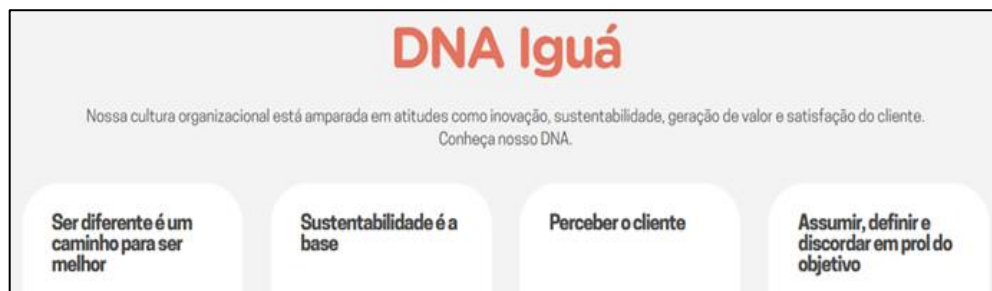 DNA Iguá
Nossa cultura organizacional está amparada em atitudes como inovação, sustentabilidade, geração de valor e satisfação do cliente.
Conheça nosso DNA.
Ser diferente é um
caminho para ser
melhor
Sustentabilidade é a
base
Perceber o cliente
Assumir, definir e
discordar em prol do
objetivo